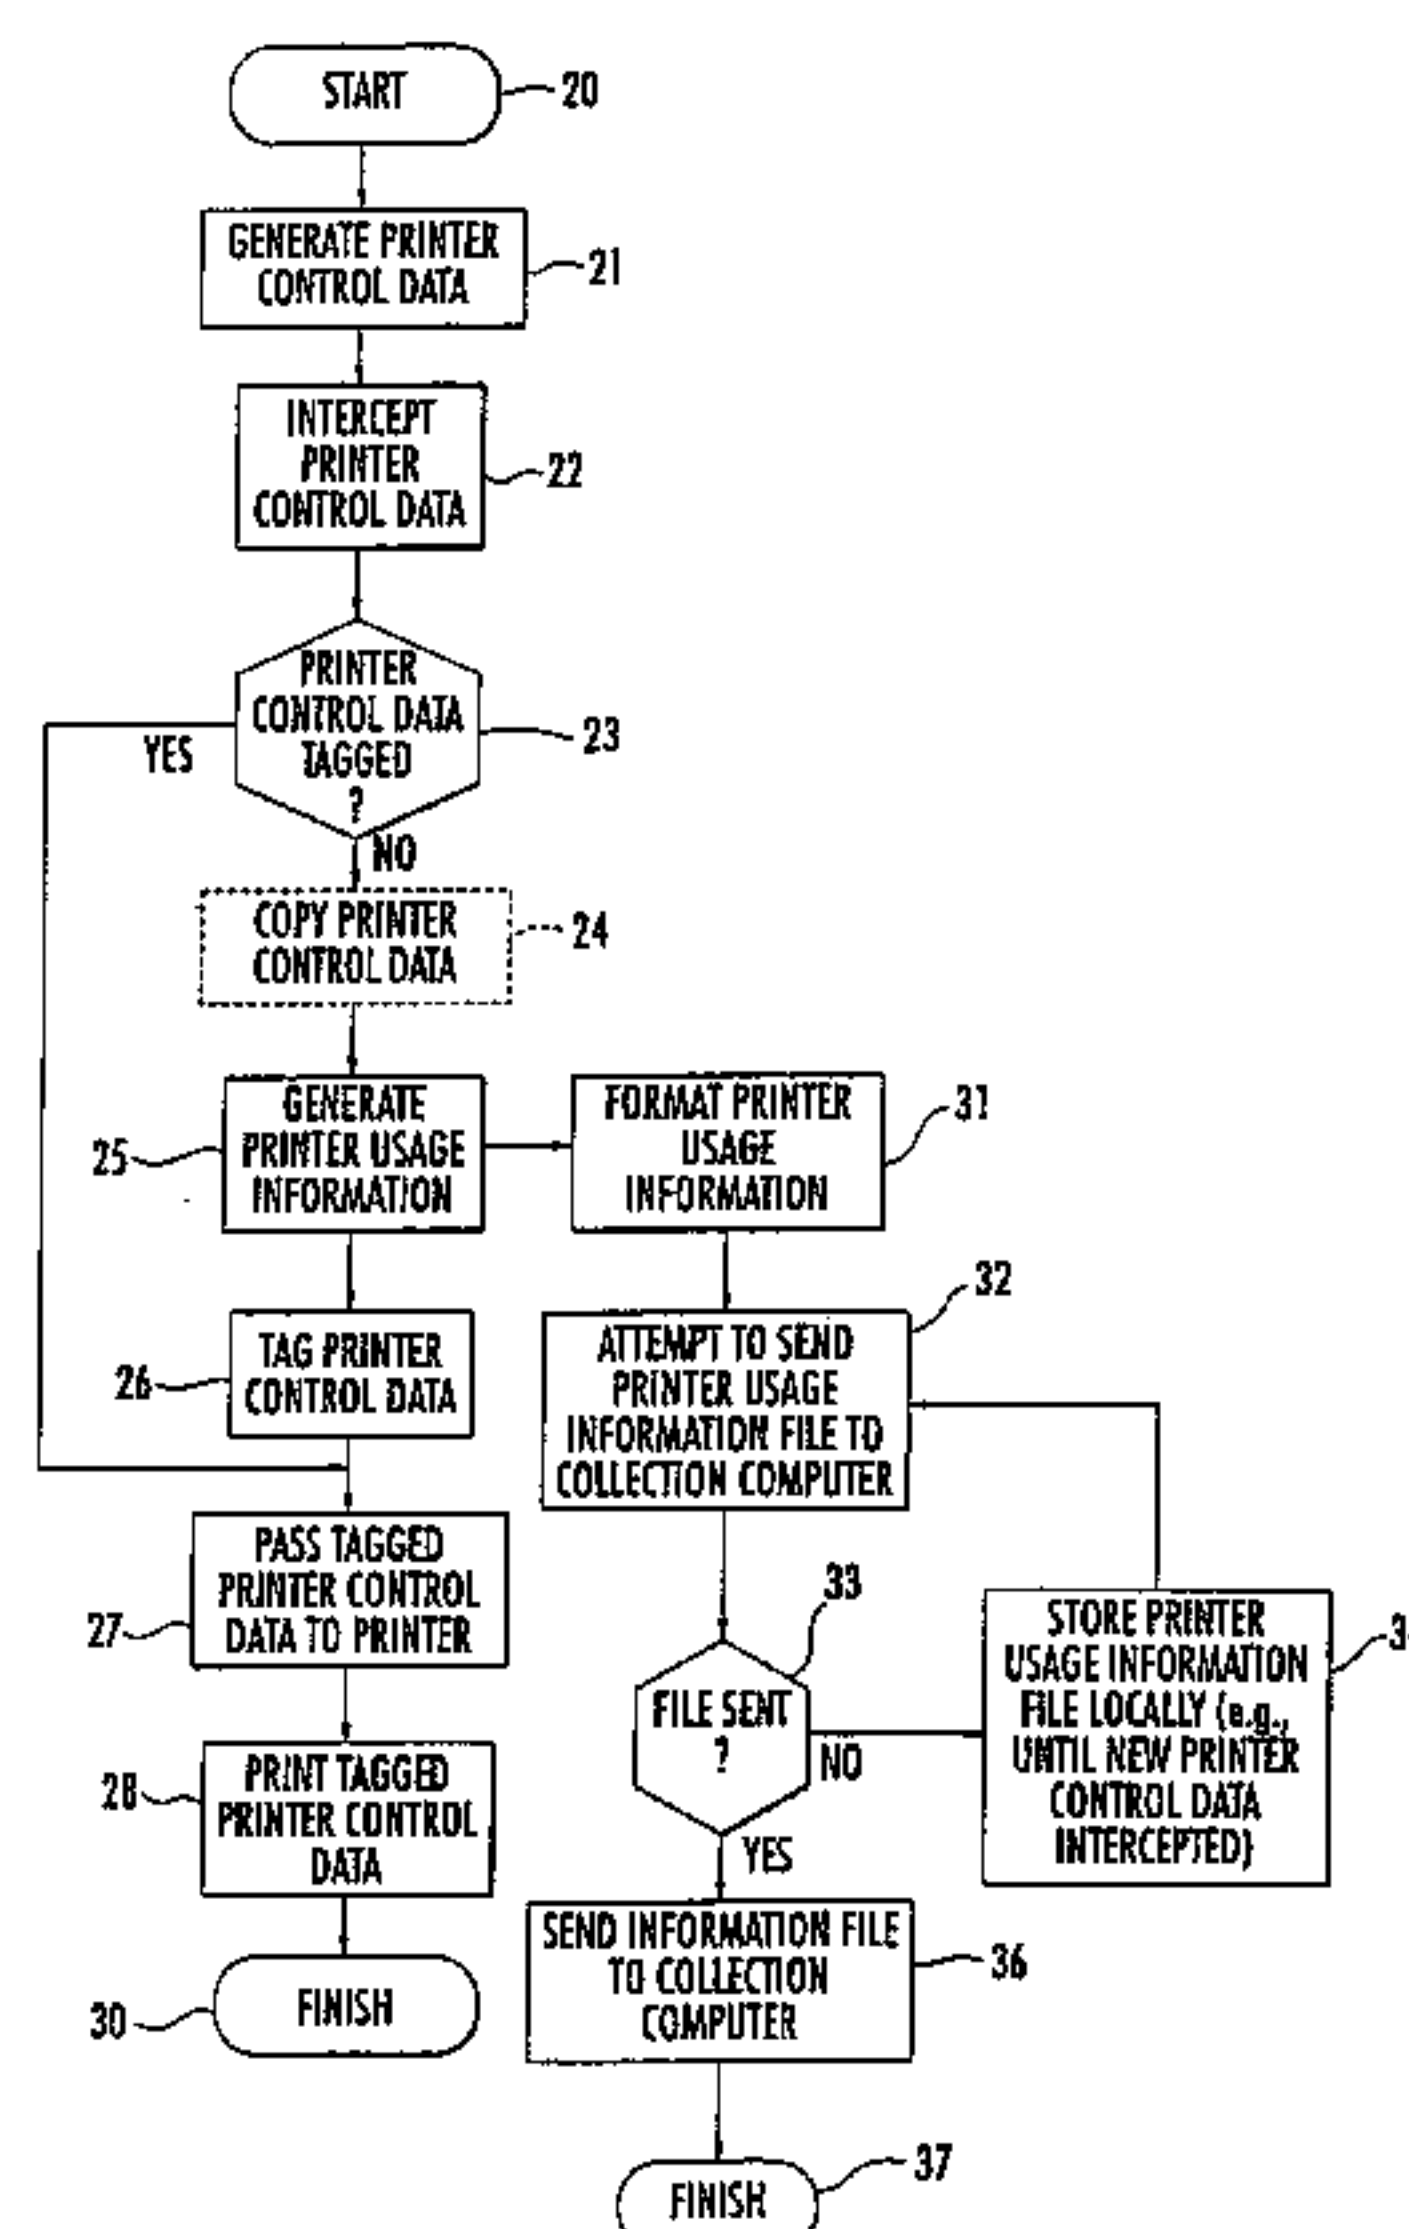 START
20
GENERATE PRINTER
CONTROL DATA
21
INTERCEPT
PRINTER
CONTROL DATA
22
PRINTER
CONTROL DATA
TAGGED
?
23
YES
NO
COPY PRINTER
CONTROL DATA
24
GENERATE
PRINTER USAGE
INFORMATION
25
FORMAT PRINTER
USAGE
INFORMATION
31
TAG PRINTER
CONTROL DATA
26
ATTEMPT TO SEND
PRINTER USAGE
INFORMATION FILE TO
COLLECTION COMPUTER
32
PASS TAGGED
PRINTER CONTROL
DATA TO PRINTER
27
FILE SENT
?
33
NO
YES
STORE PRINTER
USAGE INFORMATION
FILE LOCALLY (e.g.,
UNTIL NEW PRINTER
CONTROL DATA
INTERCEPTED)
PRINT TAGGED
PRINTER CONTROL
DATA
28
SEND INFORMATION FILE
TO COLLECTION
COMPUTER
36
FINISH
30
FINISH
37